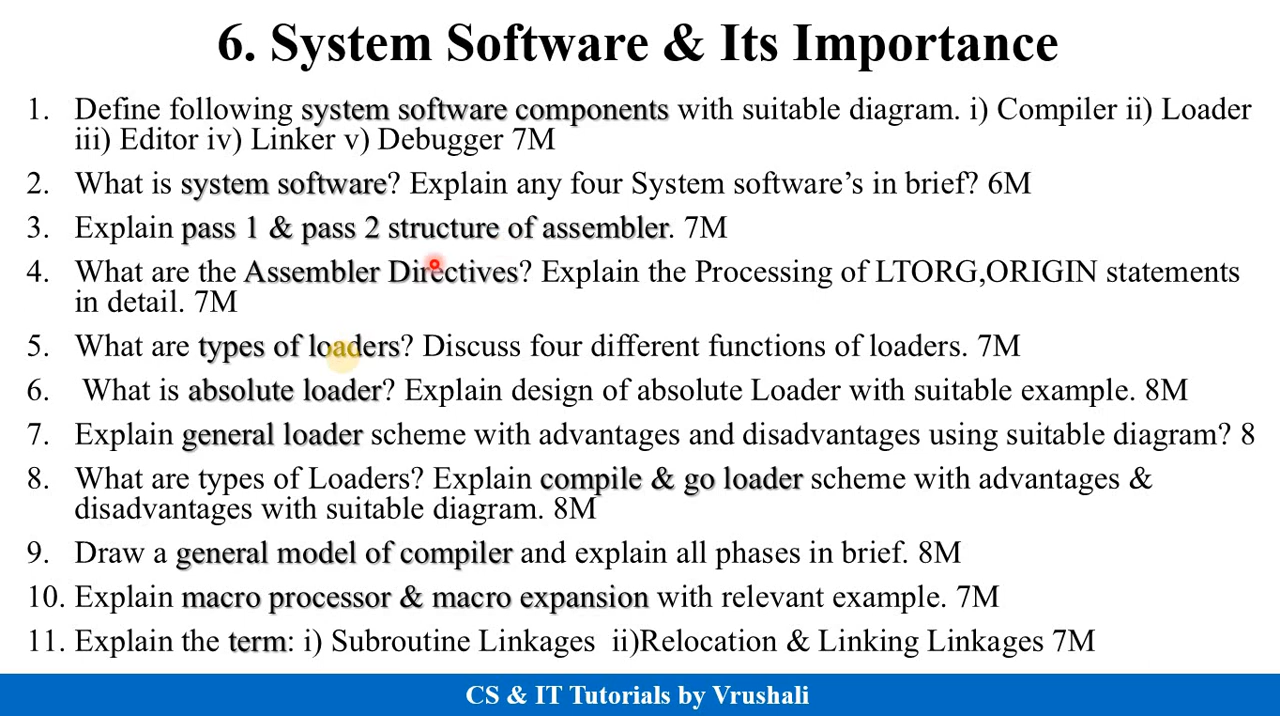 6. System Software & Its Importance
1. Define following system software components with suitable diagram. i) Compiler ii) Loader
iii) Editor iv) Linker v) Debugger 7M
2. What is system software? Explain any four System software’s in brief? 6M
3. Explain pass 1 & pass 2 structure of assembler. 7M
4. What are the Assembler Directives? Explain the Processing of LTORG,ORIGIN statements
in detail. 7M
5. What are types of loaders? Discuss four different functions of loaders. 7M
6. What is absolute loader? Explain design of absolute Loader with suitable example. 8M
7. Explain general loader scheme with advantages and disadvantages using suitable diagram? 8
8. What are types of Loaders? Explain compile & go loader scheme with advantages &
disadvantages with suitable diagram. 8M
9. Draw a general model of compiler and explain all phases in brief. 8M
10. Explain macro processor & macro expansion with relevant example. 7M
11. Explain the term: i) Subroutine Linkages ii)Relocation & Linking Linkages 7M
CS & IT Tutorials by Vrushali